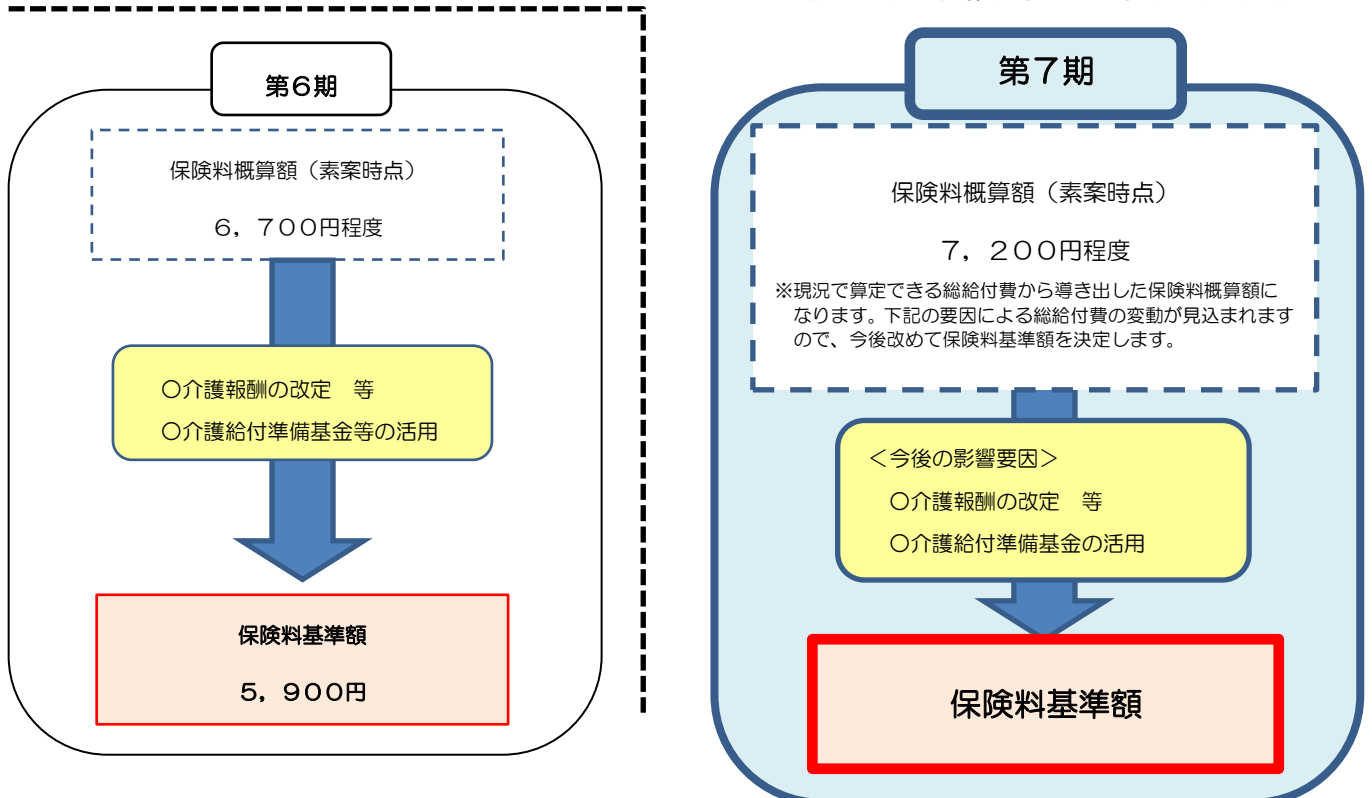 第6期
保険料概算額（素案時点）
6，700円程度
○介護報酬の改定　等
○介護給付準備基金等の活用
保険料基準額
5，900円
第7期
保険料概算額（素案時点）
7，200円程度
※現況で算定できる総給付費から導き出した保険料概算額に
なります。下記の要因による総給付費の変動が見込まれます
ので、今後改めて保険料基準額を決定します。
＜今後の影響要因＞
○介護報酬の改定　等
○介護給付準備基金の活用
保険料基準額